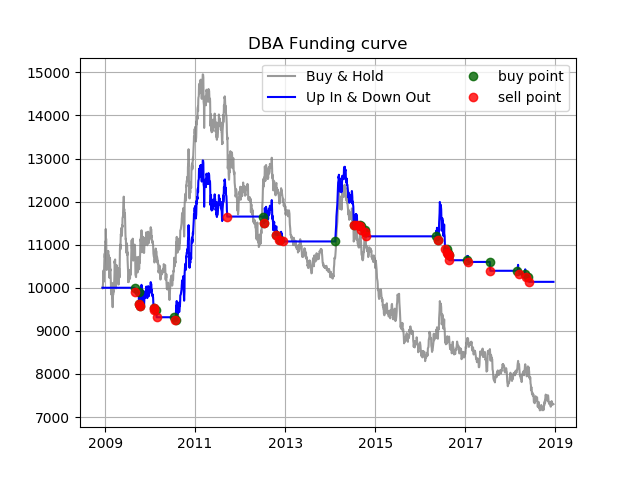 DBA Funding curve
Buy & Hold
Up In & Down Out
buy point
sell point
15000
14000
13000
12000
11000
10000
9000
8000
7000
2009 2011 2013 2015 2017 2019